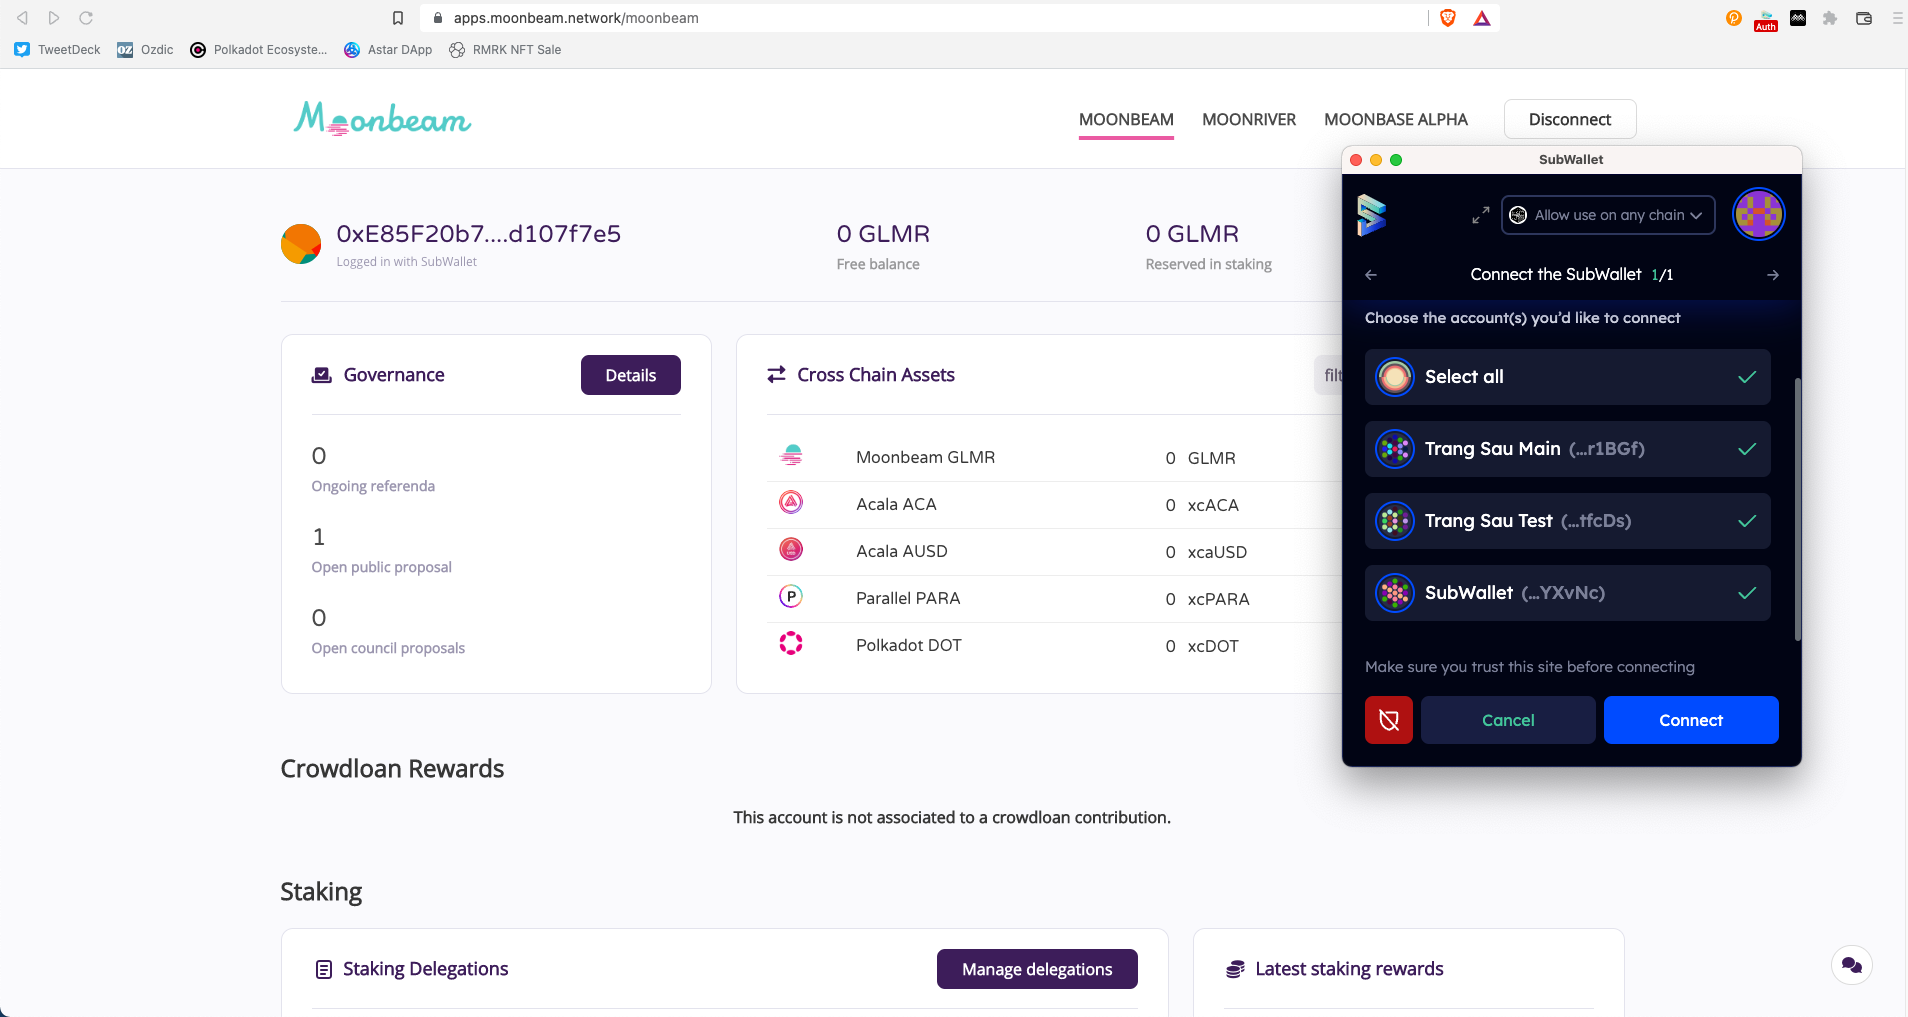 apps.moonbeam.network/moonbeam
Auth
TweetDeck
OZ Ozdic
Polkadot Ecosyste...
Astar DApp
RMRK NFT Sale
Moonbeam
MOONBEAM
MOONRIVER
MOONBASE ALPHA
Disconnect
0xE85F20b7....d107f7e5
Logged in with SubWallet
0 GLMR
Free balance
0 GLMR
Reserved in staking
Governance
Details
0
Ongoing referenda
1
Open public proposal
0
Open council proposals
Cross Chain Assets
filt
Moonbeam GLMR 0 GLMR
Acala ACA 0 xcACA
Acala AUSD 0 xcaUSD
P Parallel PARA 0 xcPARA
Polkadot DOT 0 xcDOT
Crowdloan Rewards
This account is not associated to a crowdloan contribution.
Staking
Staking Delegations
Manage delegations
Latest staking rewards
SubWallet
Allow use on any chain
Connect the SubWallet 1/1
Choose the account(s) you’d like to connect
Select all
Trang Sau Main (...r1BGf)
Trang Sau Test (...tfcDs)
SubWallet (...YXvNc)
Make sure you trust this site before connecting
Cancel
Connect